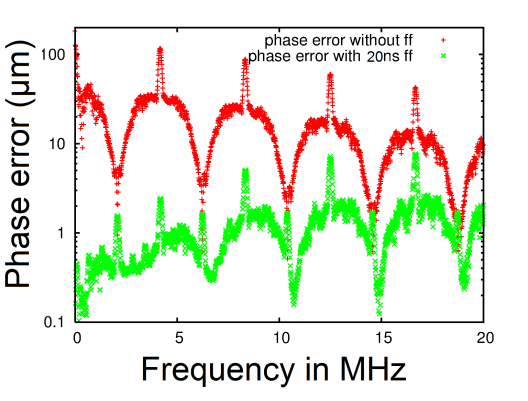 phase error without ff
phase error with 20ns ff
Phase error (μm)
100
10
1
0.1
0 5 10 15 20
Frequency in MHz